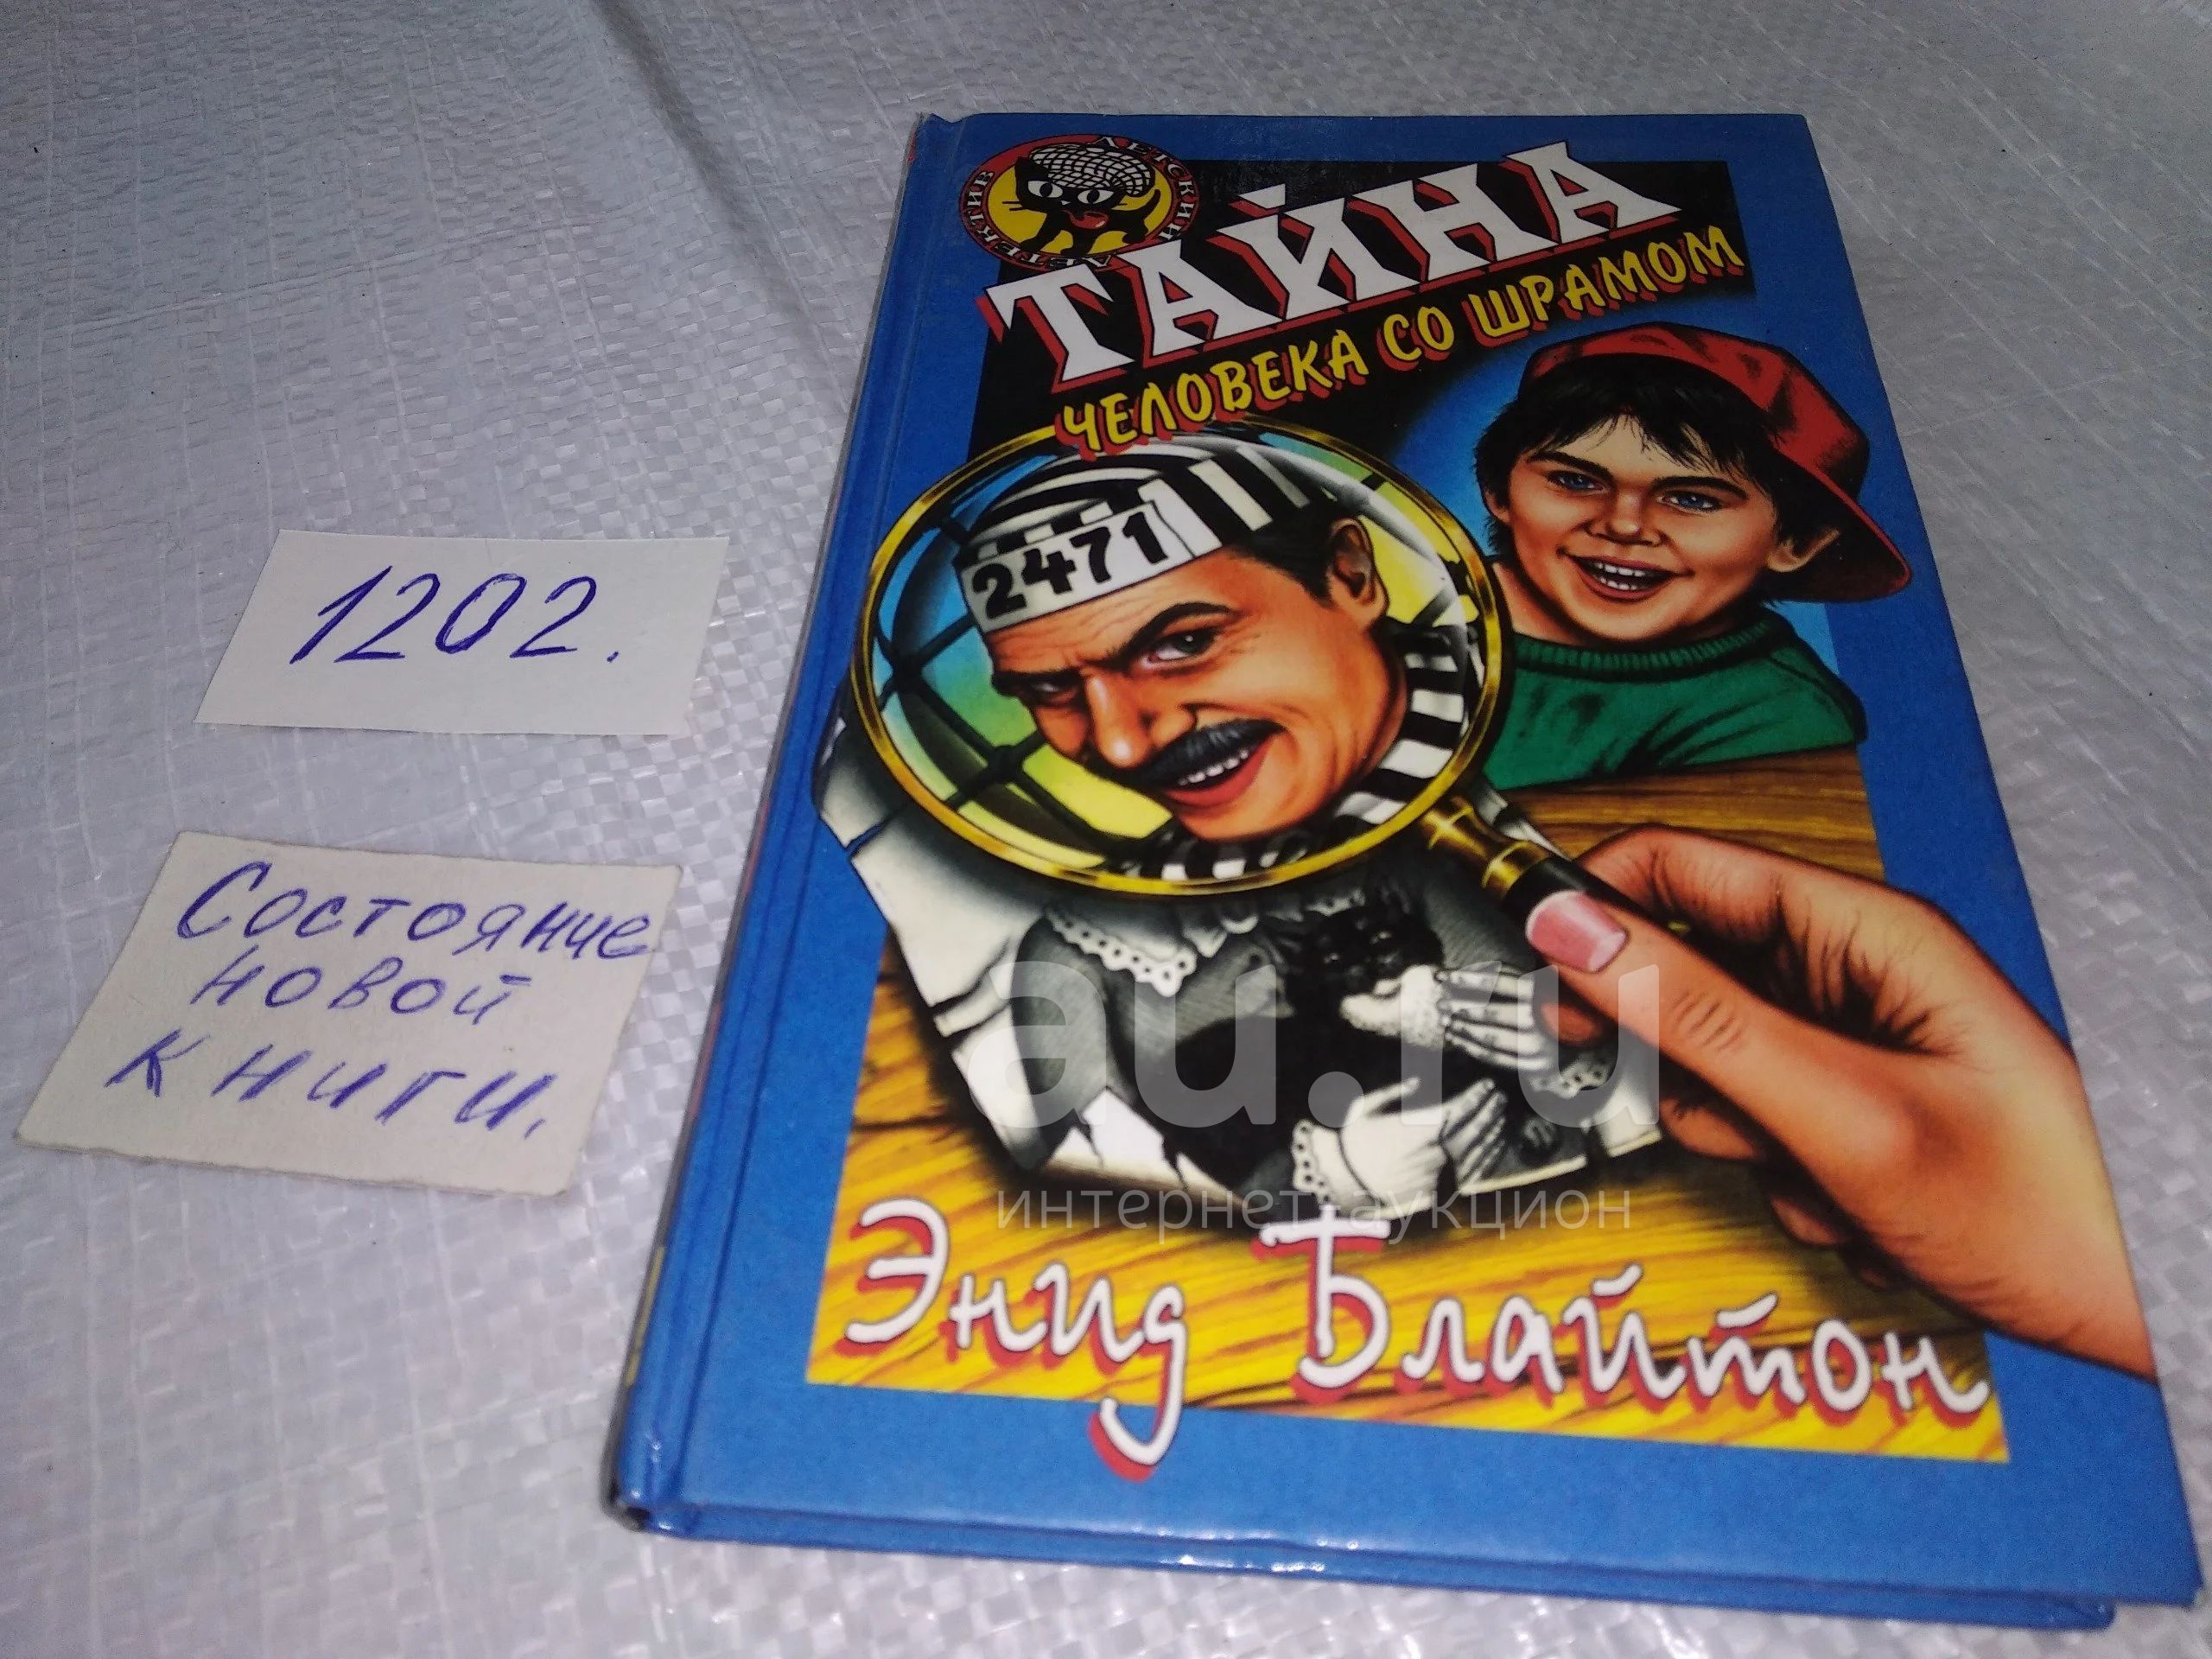 ДЕТСКИЙ ДЕТЕКТИВ
ТАЙНА
ЧЕЛОВЕКА СО ШРАМОМ
2471
1202.
Состояние
новой
книги.
au.ru
интернет аукцион
Энид Блайтон